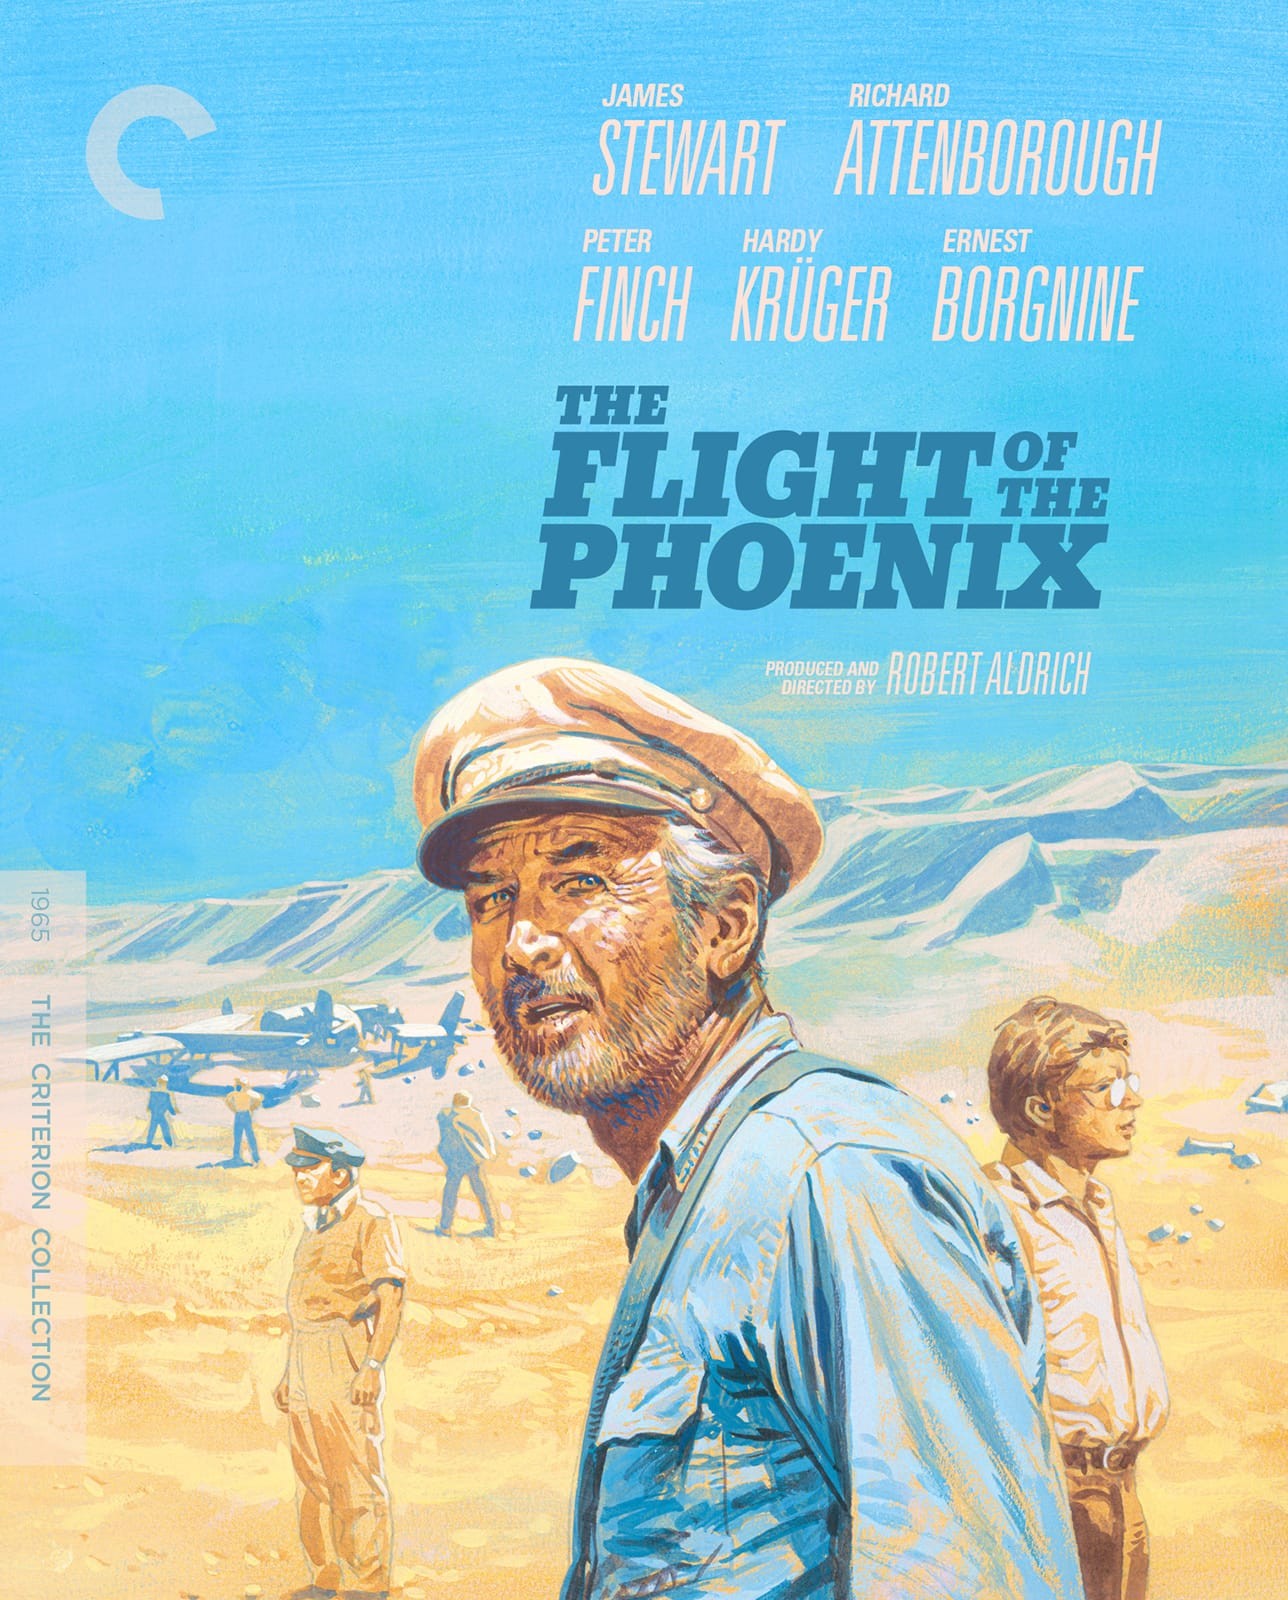 JAMES RICHARD
STEWART ATTENBOROUGH
PETER HARDY ERNEST
FINCH KRÜGER BORGNINE
THE
FLIGHT OF
THE
PHOENIX
PRODUCED AND
DIRECTED BY ROBERT ALDRICH
1965 THE CRITERION COLLECTION